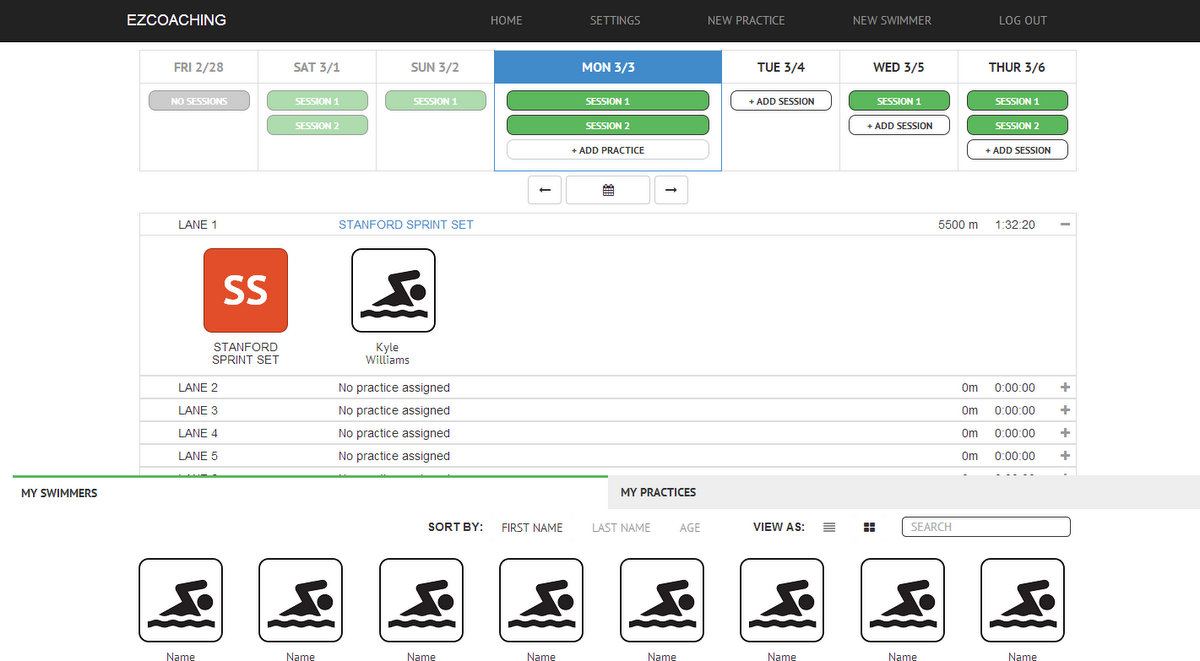 EZCOACHING HOME SETTINGS NEW PRACTICE NEW SWIMMER LOG OUT
FRI 2/28 SAT 3/1 SUN 3/2 MON 3/3 TUE 3/4 WED 3/5 THUR 3/6
NO SESSIONS SESSION 1 SESSION 1 SESSION 1 + ADD SESSION SESSION 1 SESSION 1
SESSION 2 SESSION 2 + ADD SESSION SESSION 2
+ ADD PRACTICE + ADD SESSION
LANE 1 STANFORD SPRINT SET 5500 m 1:32:20
SS
STANFORD Kyle
SPRINT SET Williams
LANE 2 No practice assigned 0m 0:00:00
LANE 3 No practice assigned 0m 0:00:00
LANE 4 No practice assigned 0m 0:00:00
LANE 5 No practice assigned 0m 0:00:00
MY SWIMMERS MY PRACTICES
SORT BY: FIRST NAME LAST NAME AGE VIEW AS: SEARCH
Name Name Name Name Name Name Name Name